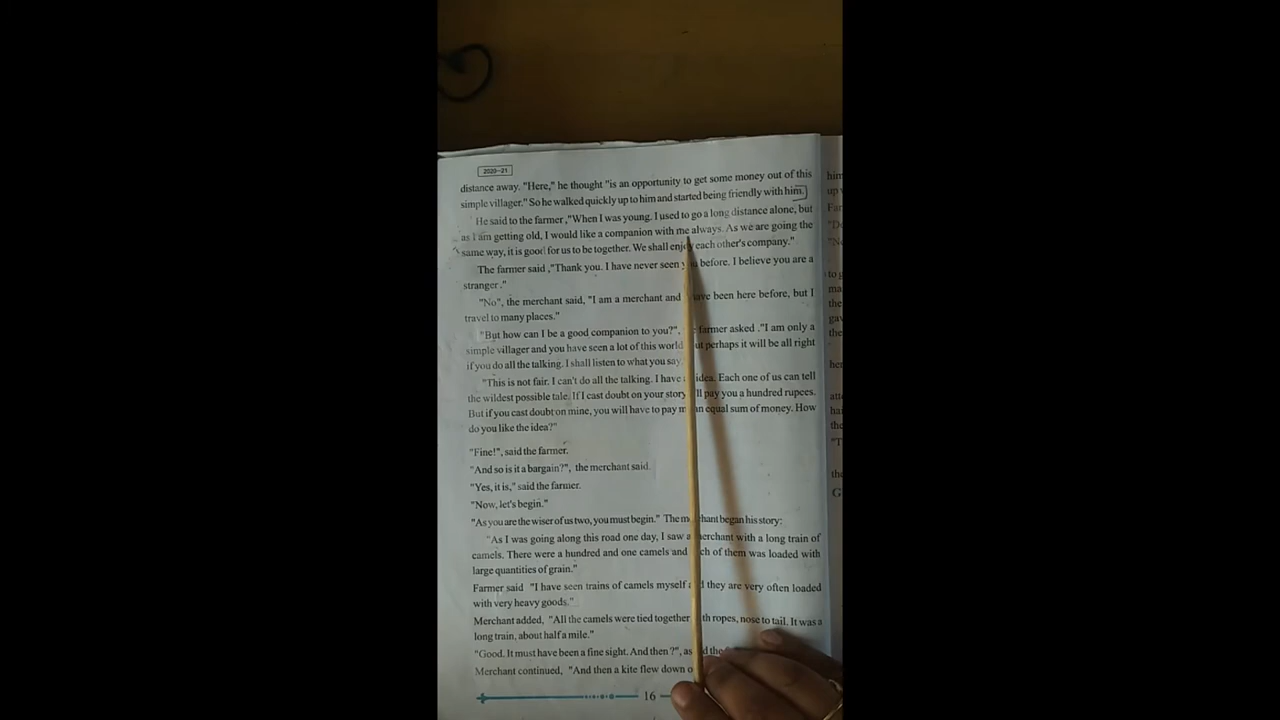 2020-21
distance away. "Here," he thought "is an opportunity to get some money out of this
simple villager." So he walked quickly up to him and started being friendly with him.
He said to the farmer ,"When I was young. I used to go a long distance alone, but
as I am getting old, I would like a companion with me always. As we are going the
same way, it is good for us to be together. We shall enjoy each other's company."
The farmer said ,"Thank you. I have never seen before. I believe you are a
stranger ."
"No", the merchant said, "I am a merchant and have been here before, but I
travel to many places."
"But how can I be a good companion to you?", farmer asked ."I am only a
simple villager and you have seen a lot of this world but perhaps it will be all right
if you do all the talking. I shall listen to what you say.
"This is not fair. I can't do all the talking. I have idea. Each one of us can tell
the wildest possible tale. If I cast doubt on your story pay you a hundred rupees.
But if you cast doubt on mine, you will have to pay an equal sum of money. How
do you like the idea?"
"Fine!", said the farmer.
"And so is it a bargain?", the merchant said.
"Yes, it is," said the farmer.
"Now, let's begin."
"As you are the wiser of us two, you must begin." The merchant began his story:
"As I was going along this road one day, I saw a merchant with a long train of
camels. There were a hundred and one camels and each of them was loaded with
large quantities of grain."
Farmer said "I have seen trains of camels myself they are very often loaded
with very heavy goods."
Merchant added, "All the camels were tied together with ropes, nose to tail. It was a
long train, about half a mile."
"Good. It must have been a fine sight. And then ?", the
Merchant continued, "And then a kite flew down
16
him
up
"N
to
ma
the
gav
the
her
att
hai
the
"T
the
G